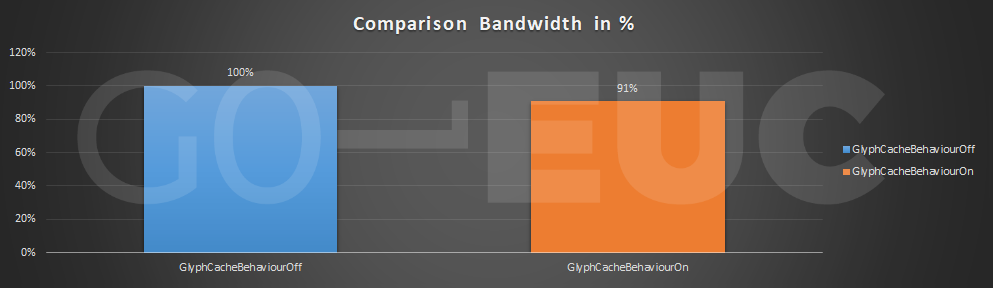 Comparison Bandwidth in %
120%
100%
80%
60%
40%
20%
0%
100%
91%
GlyphCacheBehaviourOff
GlyphCacheBehaviourOn
GlyphCacheBehaviourOff
GlyphCacheBehaviourOn
GO-EUC